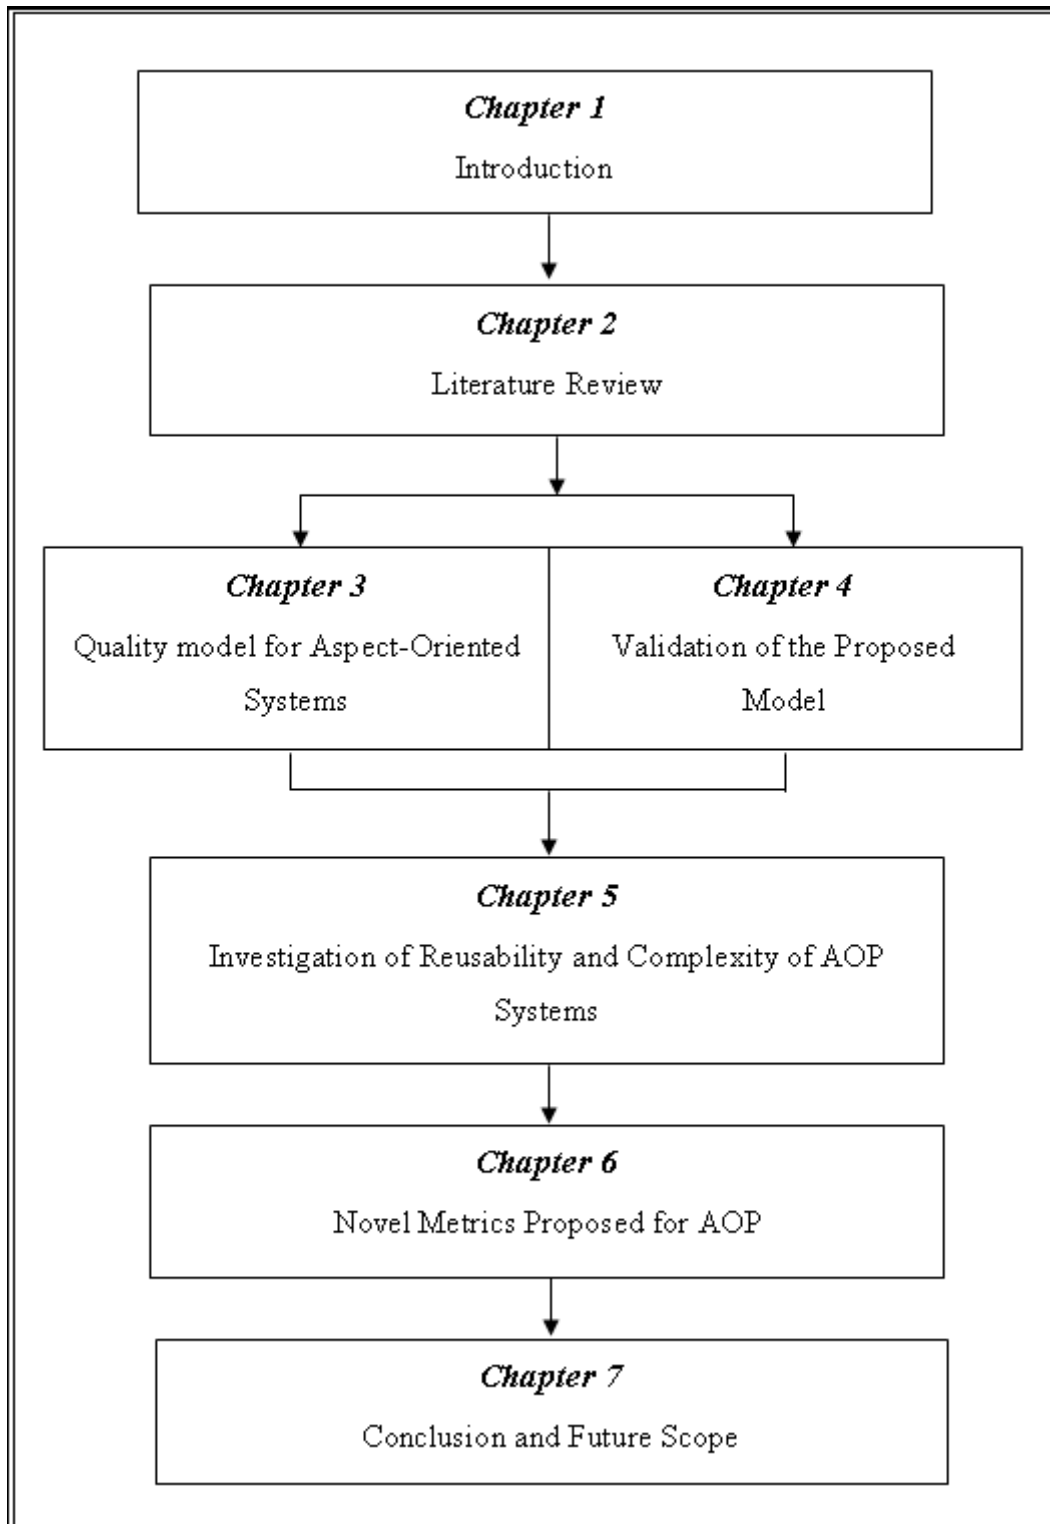 Chapter 1
Introduction
Chapter 2
Literature Review
Chapter 3
Quality model for Aspect-Oriented
Systems
Chapter 4
Validation of the Proposed
Model
Chapter 5
Investigation of Reusability and Complexity of AOP
Systems
Chapter 6
Novel Metrics Proposed for AOP
Chapter 7
Conclusion and Future Scope